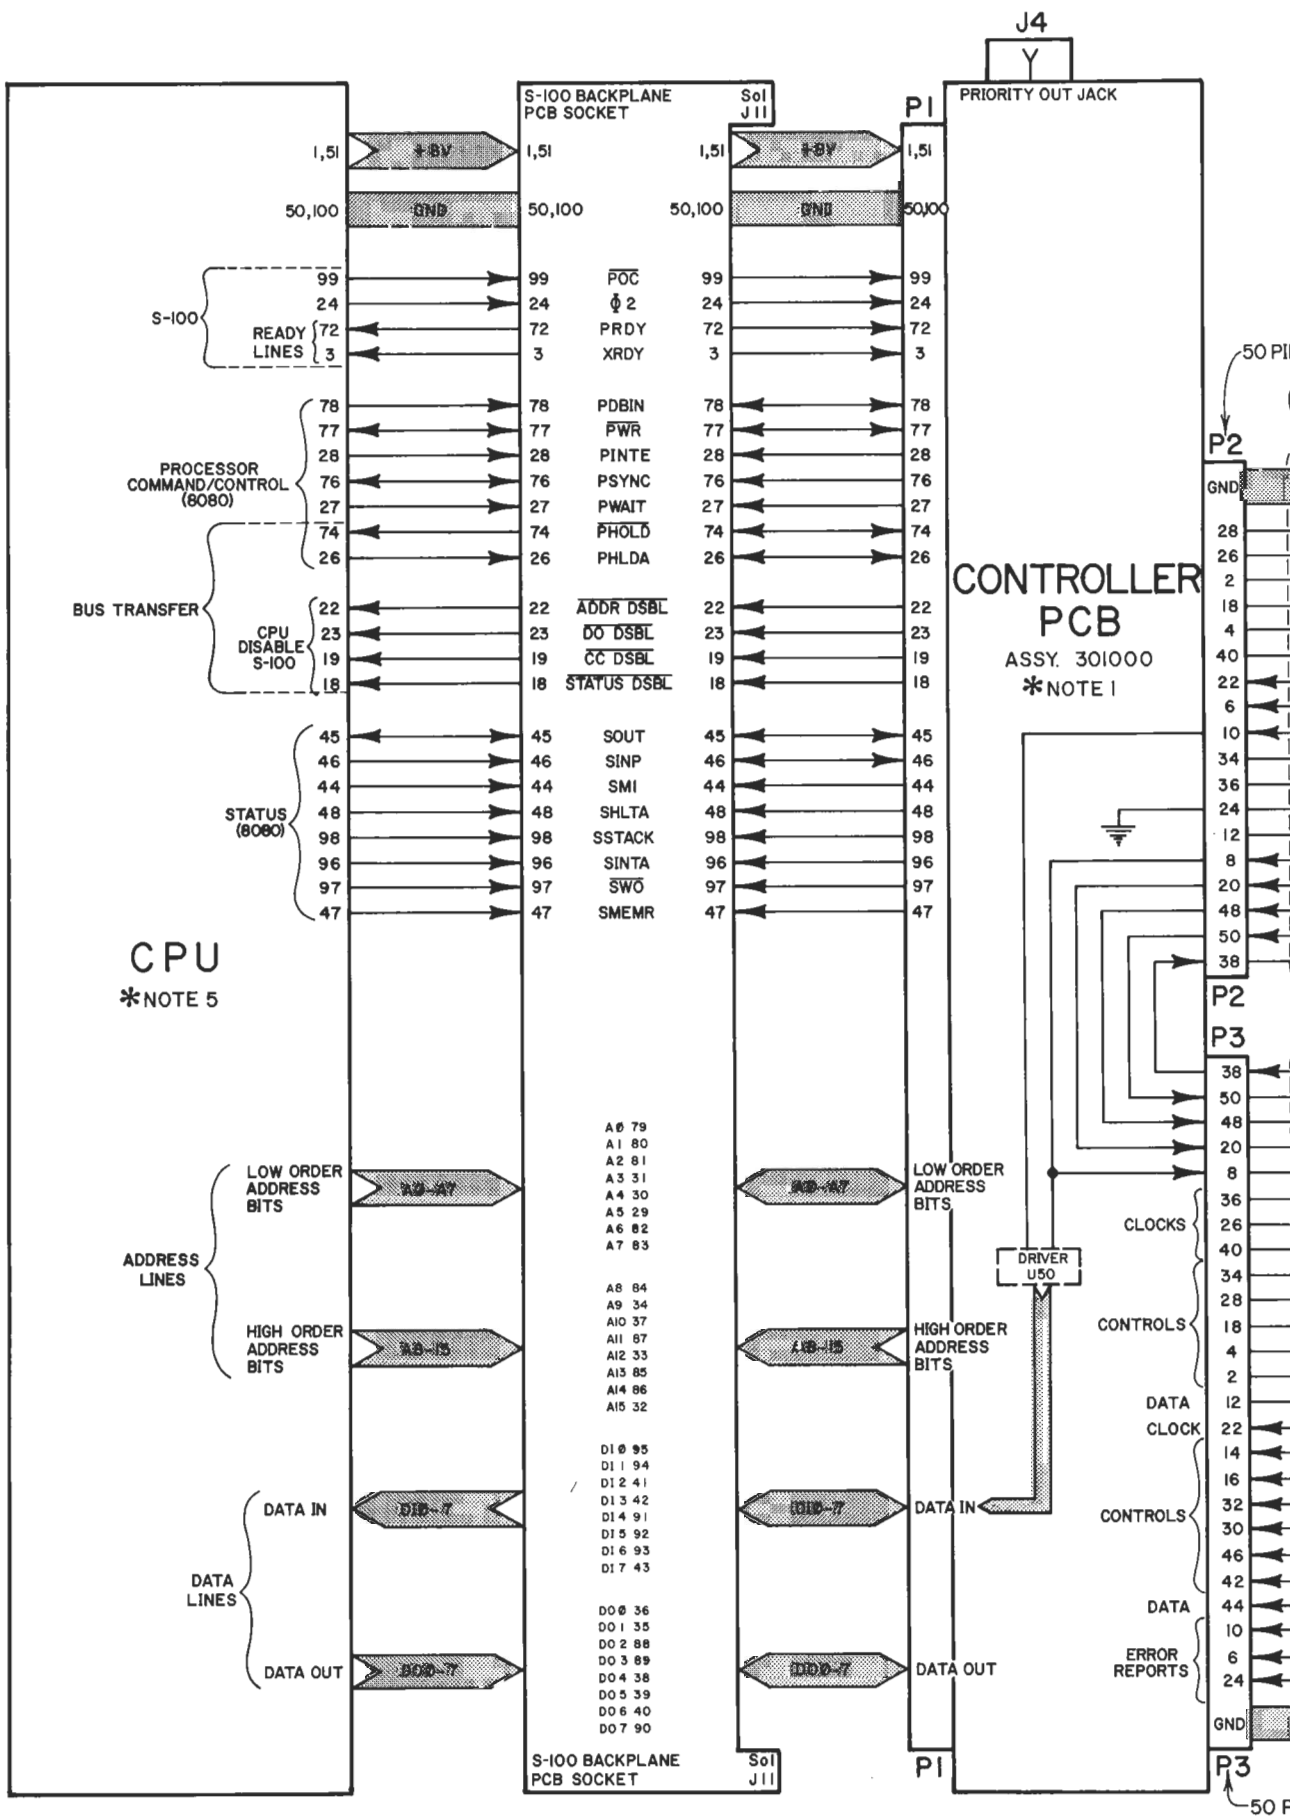 J4
Y
PRIORITY OUT JACK
S-100 BACKPLANE
PCB SOCKET
Sol
J11
P1
1,51 +8V 1,51 1,51 +8V 1,51
50,100 GND 50,100 50,100 GND 50,100
S-100
99 99 POC 99 99
24 24 Φ2 24 24
READY
LINES
72 72 PRDY 72 72
3 3 XRDY 3 3
PROCESSOR
COMMAND/CONTROL
(8080)
78 78 PDBIN 78 78
77 77 PWR 77 77
28 28 PINTE 28 28
76 76 PSYNC 76 76
27 27 PWAIT 27 27
74 74 PHOLD 74 74
26 26 PHLDA 26 26
BUS TRANSFER
CPU
DISABLE
S-100
22 22 ADDR DSBL 22 22
23 23 DO DSBL 23 23
19 19 CC DSBL 19 19
18 18 STATUS DSBL 18 18
STATUS
(8080)
45 45 SOUT 45 45
46 46 SINP 46 46
44 44 SM1 44 44
48 48 SHLTA 48 48
98 98 SSTACK 98 98
96 96 SINTA 96 96
97 97 SWO 97 97
47 47 SMEMR 47 47
CPU
*NOTE 5
ADDRESS
LINES
LOW ORDER
ADDRESS
BITS
A0-A7
HIGH ORDER
ADDRESS
BITS
A8-15
DATA
LINES
DATA IN
DI0-7
DATA OUT
DO0-7
A0 79
A1 80
A2 81
A3 31
A4 30
A5 29
A6 82
A7 83
A8 84
A9 34
A10 37
A11 87
A12 33
A13 85
A14 86
A15 32
DI0 95
DI1 94
DI2 41
DI3 42
DI4 91
DI5 92
DI6 93
DI7 43
DO0 36
DO1 35
DO2 88
DO3 89
DO4 38
DO5 39
DO6 40
DO7 90
S-100 BACKPLANE
PCB SOCKET
Sol
J11
A0-A7
LOW ORDER
ADDRESS
BITS
A8-15
HIGH ORDER
ADDRESS
BITS
DI0-7
DATA IN
DO0-7
DATA OUT
P1
CONTROLLER
PCB
ASSY. 301000
*NOTE 1
DRIVER
U50
50 PI
P2
GND
28
26
2
18
4
40
22
6
10
34
36
24
12
8
20
48
50
38
P2
P3
38
50
48
20
8
CLOCKS
36
26
40
CONTROLS
34
28
18
4
2
DATA 12
CLOCK 22
CONTROLS
14
16
32
30
46
42
DATA 44
ERROR
REPORTS
10
6
24
GND
P3
50 P